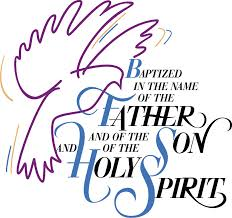 BAPTIZED
IN THE NAME
OF THE
FATHER
AND OF THE SON
AND OF THE
HOLY SPIRIT